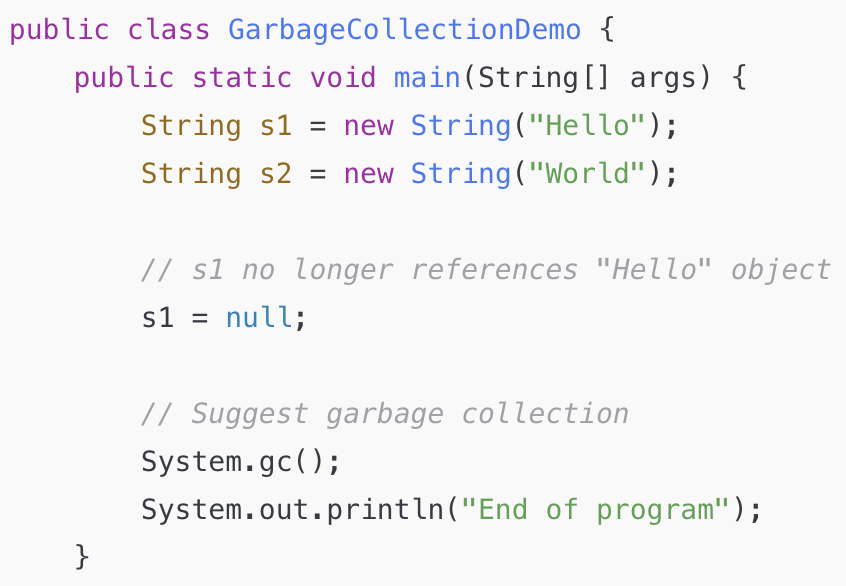 public class GarbageCollectionDemo {
    public static void main(String[] args) {
        String s1 = new String("Hello");
        String s2 = new String("World");
        // s1 no longer references "Hello" object
        s1 = null;
        // Suggest garbage collection
        System.gc();
        System.out.println("End of program");
    }